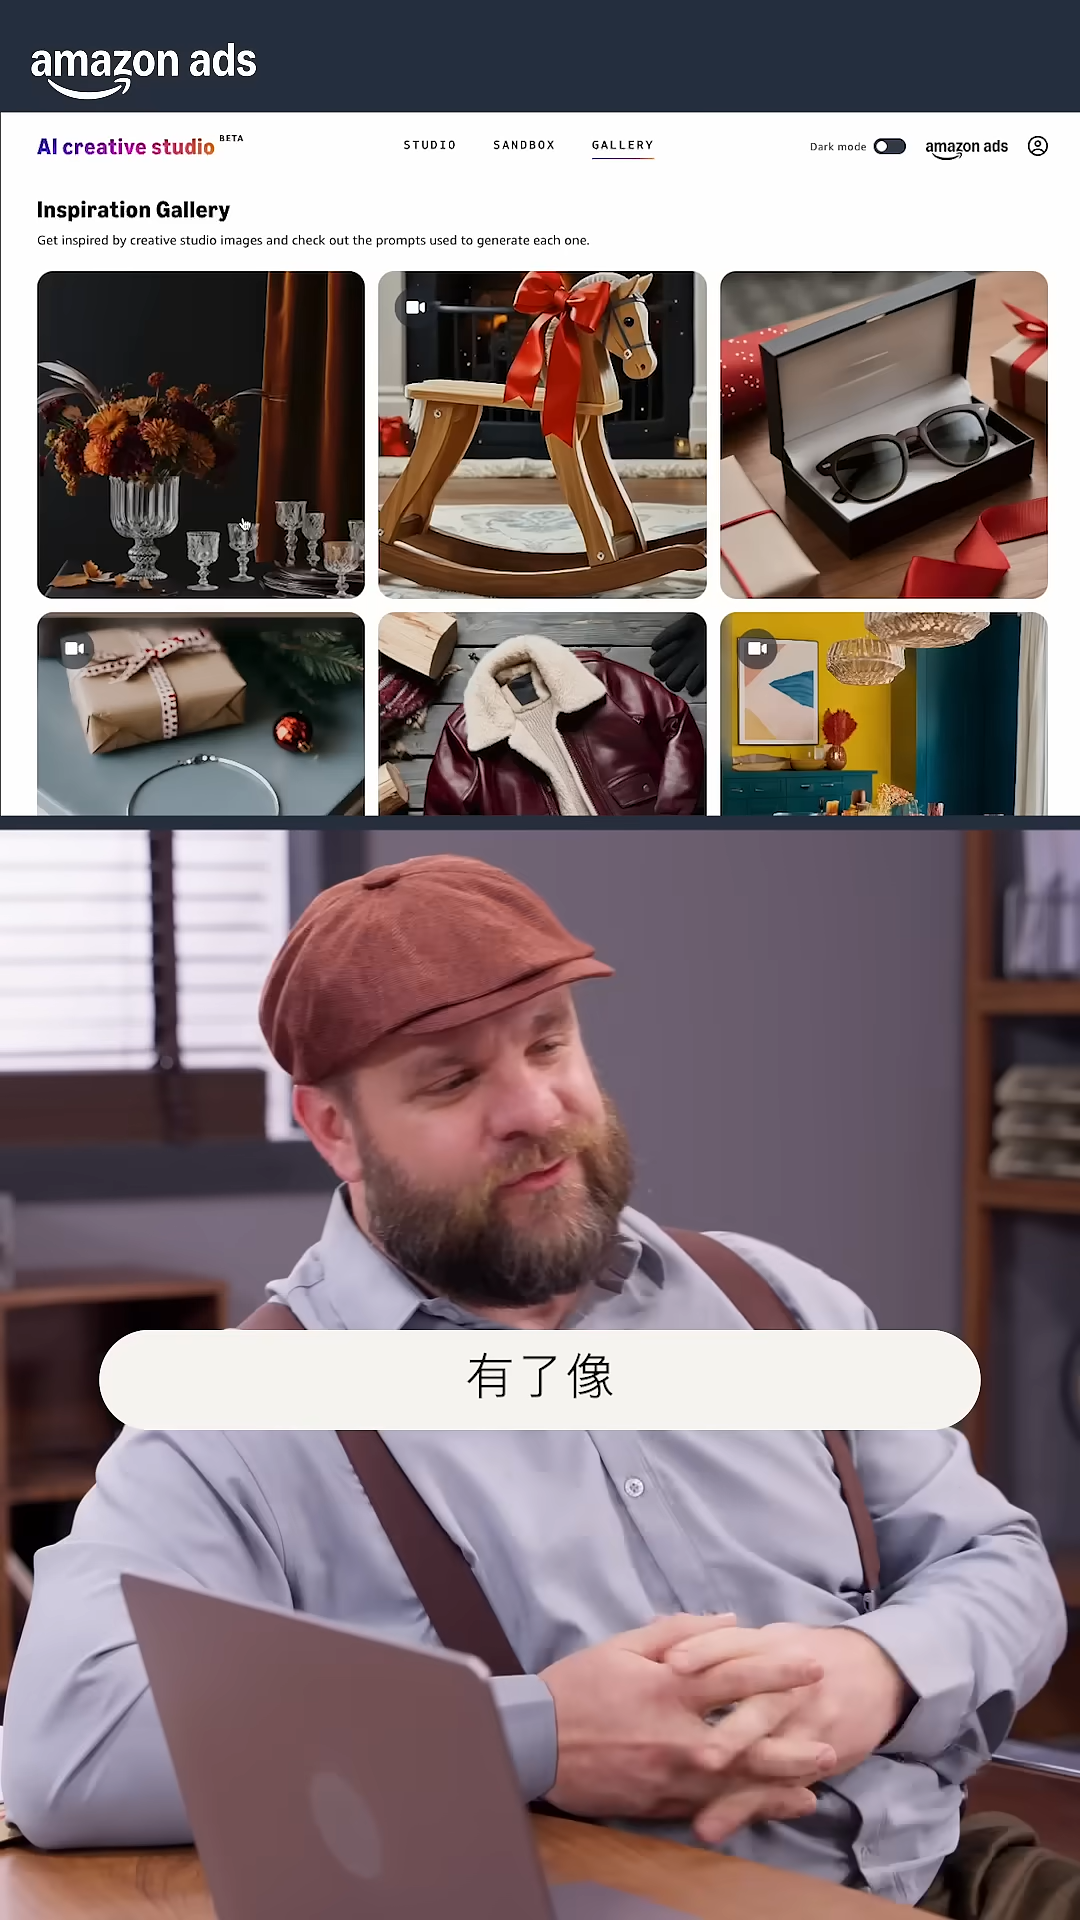 amazon ads
AI creative studio BETA
STUDIO SANDBOX GALLERY
Dark mode
amazon ads
Inspiration Gallery
Get inspired by creative studio images and check out the prompts used to generate each one.
有了像